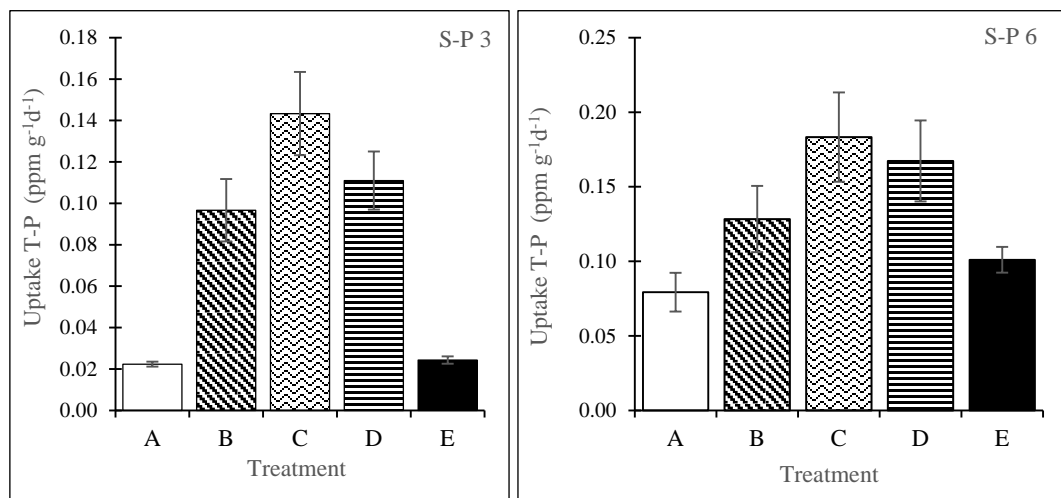 S-P 3
Uptake T-P (ppm g⁻¹d⁻¹)
0.18
0.16
0.14
0.12
0.10
0.08
0.06
0.04
0.02
0.00
A B C D E
Treatment
S-P 6
Uptake T-P (ppm g⁻¹d⁻¹)
0.25
0.20
0.15
0.10
0.05
0.00
A B C D E
Treatment